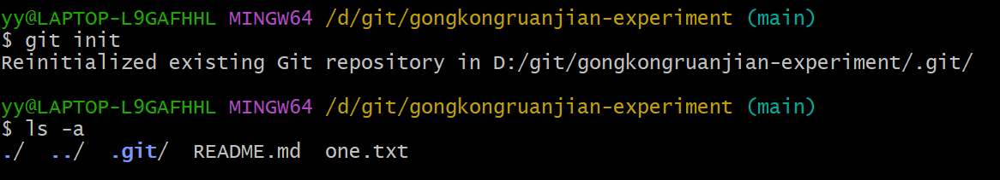 yy@LAPTOP-L9GAFHHL MINGW64 /d/git/gongkongruanjian-experiment (main)
$ git init
Reinitialized existing Git repository in D:/git/gongkongruanjian-experiment/.git/
yy@LAPTOP-L9GAFHHL MINGW64 /d/git/gongkongruanjian-experiment (main)
$ ls -a
./  ../  .git/  README.md  one.txt